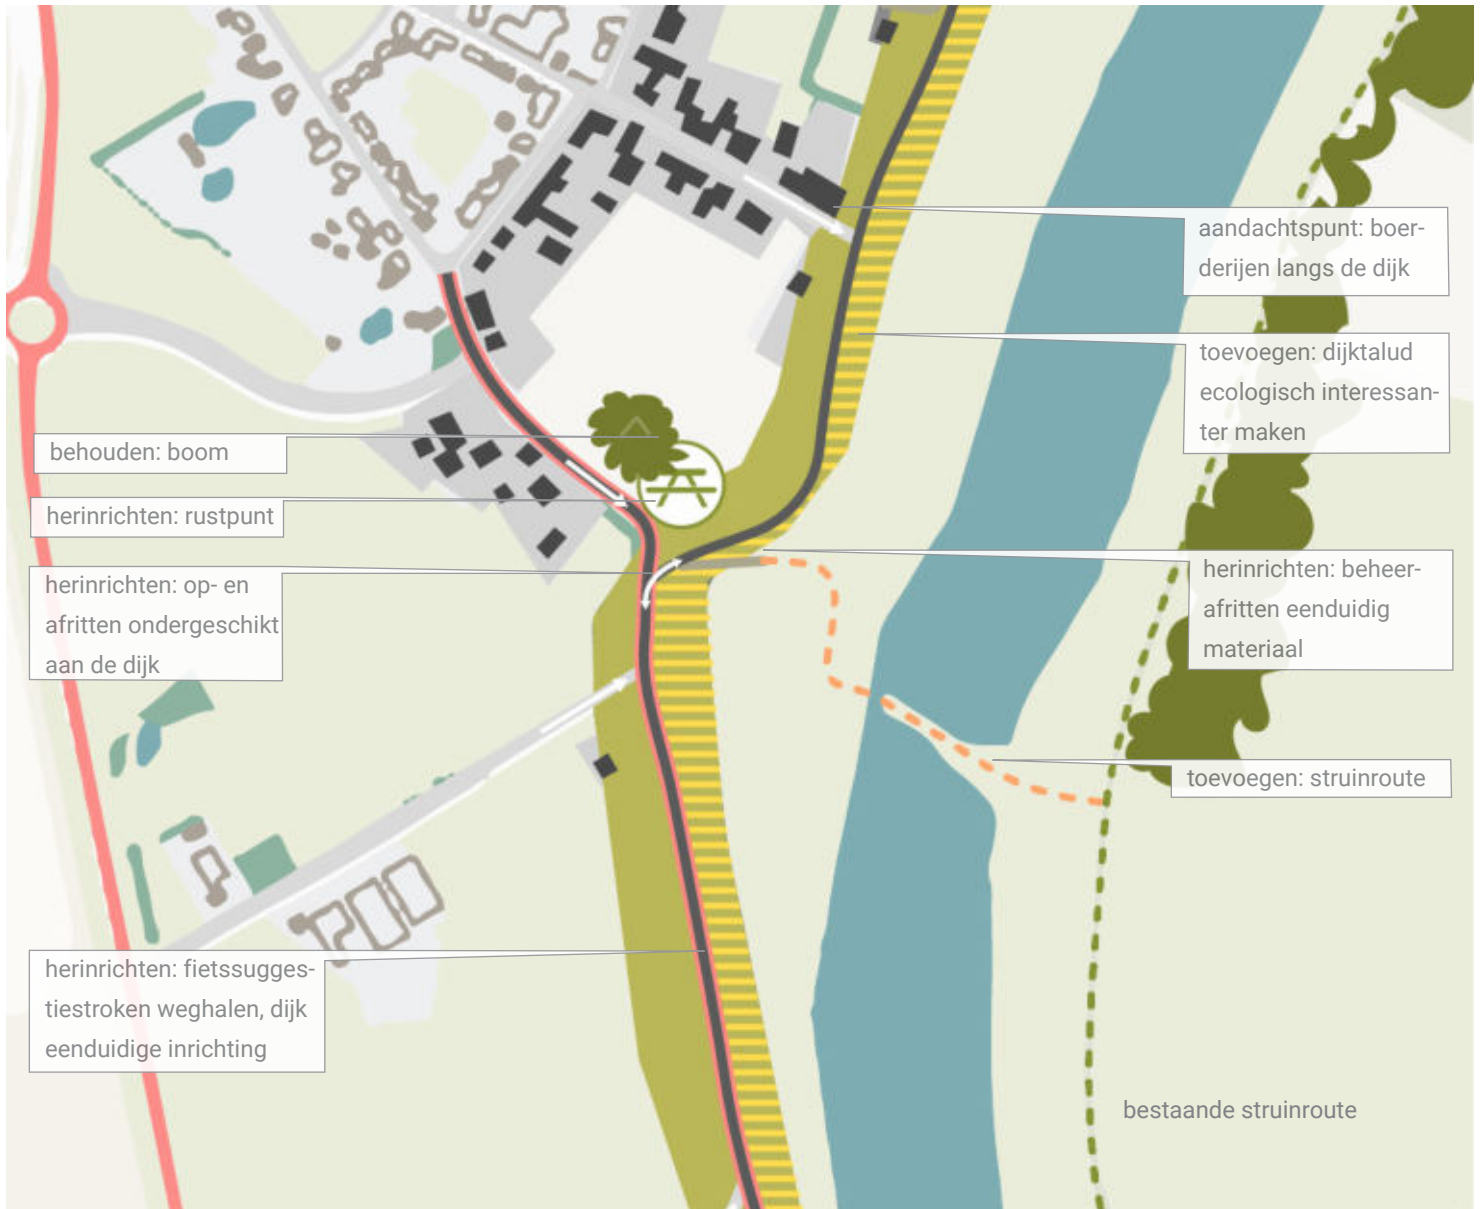 aandachtspunt: boer-
derijen langs de dijk
toevoegen: dijktalud
ecologisch interessan-
ter maken
behouden: boom
herinrichten: rustpunt
herinrichten: op- en
afritten ondergeschikt
aan de dijk
herinrichten: beheer-
afritten eenduidig
materiaal
toevoegen: struinroute
herinrichten: fietssugges-
tiestroken weghalen, dijk
eenduidige inrichting
bestaande struinroute